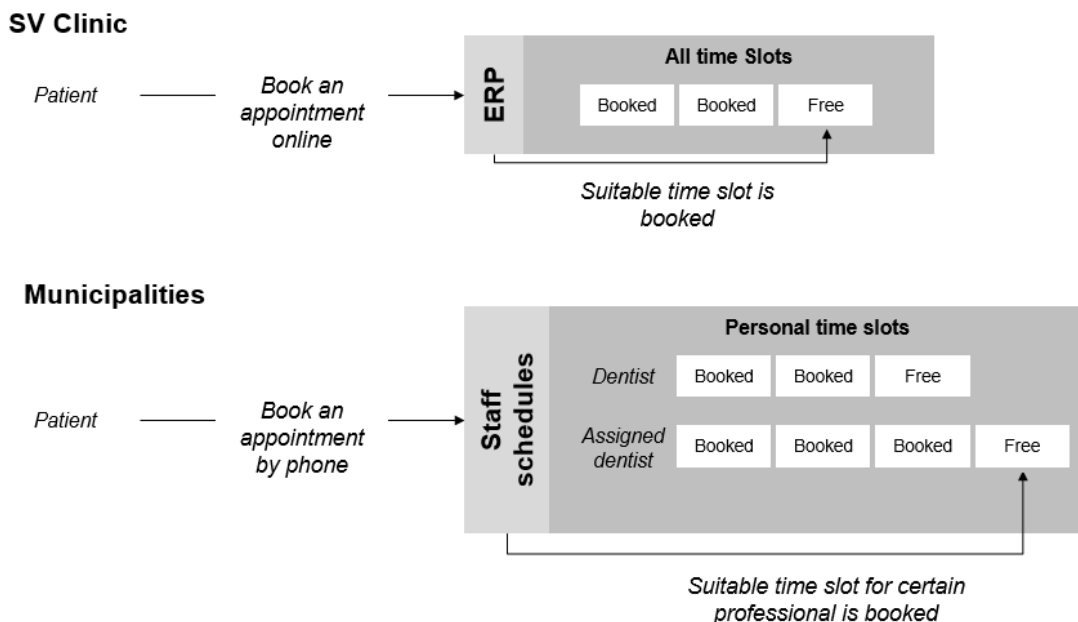 SV Clinic
Patient
Book an
appointment
online
ERP
All time Slots
Booked Booked Free
Suitable time slot is
booked
Municipalities
Patient
Book an
appointment
by phone
Staff
schedules
Personal time slots
Dentist Booked Booked Free
Assigned
dentist
Booked Booked Booked Free
Suitable time slot for certain
professional is booked